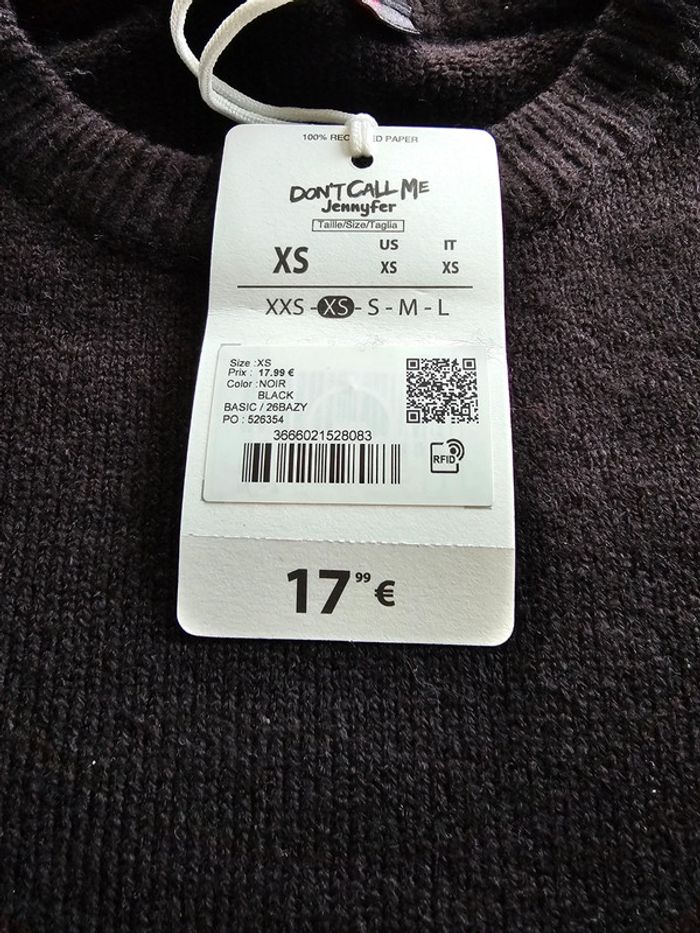 100% REC ED PAPER
DON'T CALL ME
Jennyfer
Taille/Size/Taglia
XS US XS IT XS
XXS - XS - S - M - L
Size : XS
Prix : 17.99 €
Color : NOIR
BLACK
BASIC / 26BAZY
PO : 526354
3666021528083
RFID
17,99 €